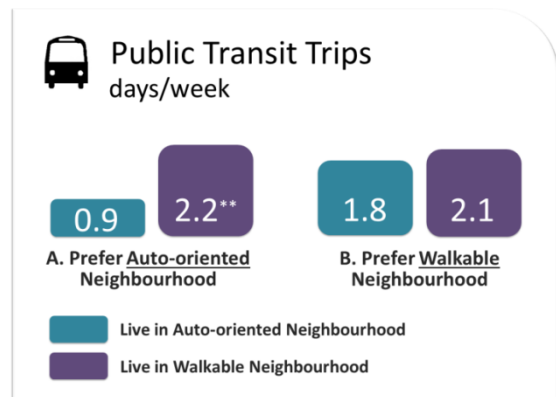 Public Transit Trips
days/week
0.9
2.2**
1.8
2.1
A. Prefer Auto-oriented
Neighbourhood
B. Prefer Walkable
Neighbourhood
Live in Auto-oriented Neighbourhood
Live in Walkable Neighbourhood